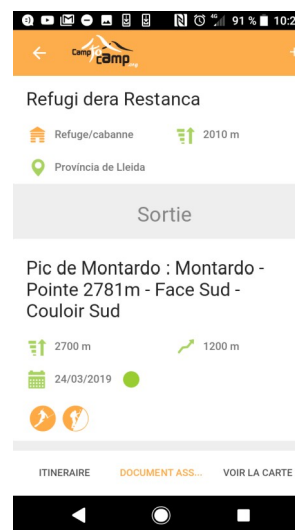 91 % 10:2
Camp to camp.org
Refugi dera Restanca
Refuge/cabanne 2010 m
Província de Lleida
Sortie
Pic de Montardo : Montardo -
Pointe 2781m - Face Sud -
Couloir Sud
2700 m 1200 m
24/03/2019
ITINERAIRE DOCUMENT ASS... VOIR LA CARTE